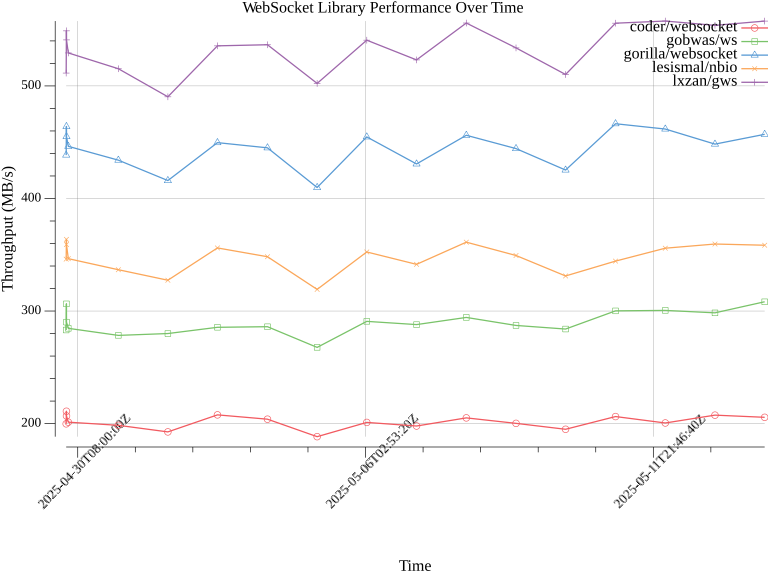 WebSocket Library Performance Over Time
coder/websocket
gobwas/ws
gorilla/websocket
lesismal/nbio
lxzan/gws
Throughput (MB/s)
500
400
300
200
2025-04-30T08:00:00Z
2025-05-06T02:53:20Z
2025-05-11T21:46:40Z
Time